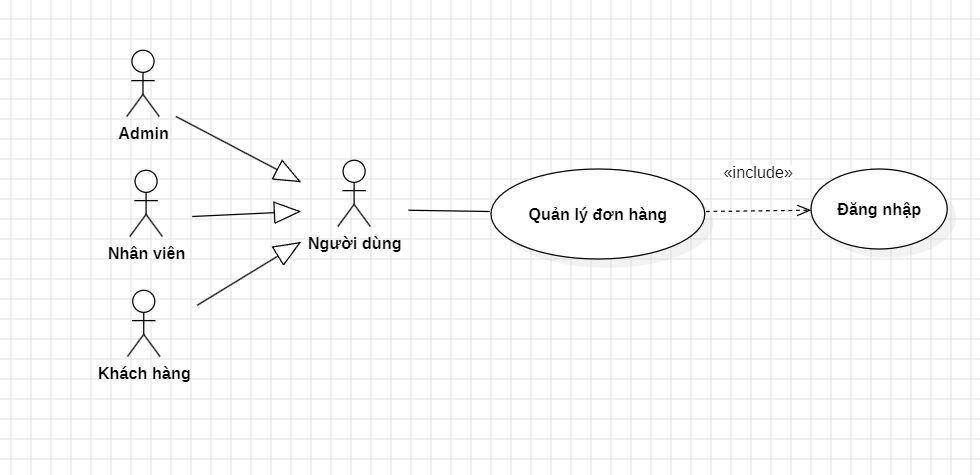 Admin
Nhân viên
Khách hàng
Người dùng
Quản lý đơn hàng
«include»
Đăng nhập